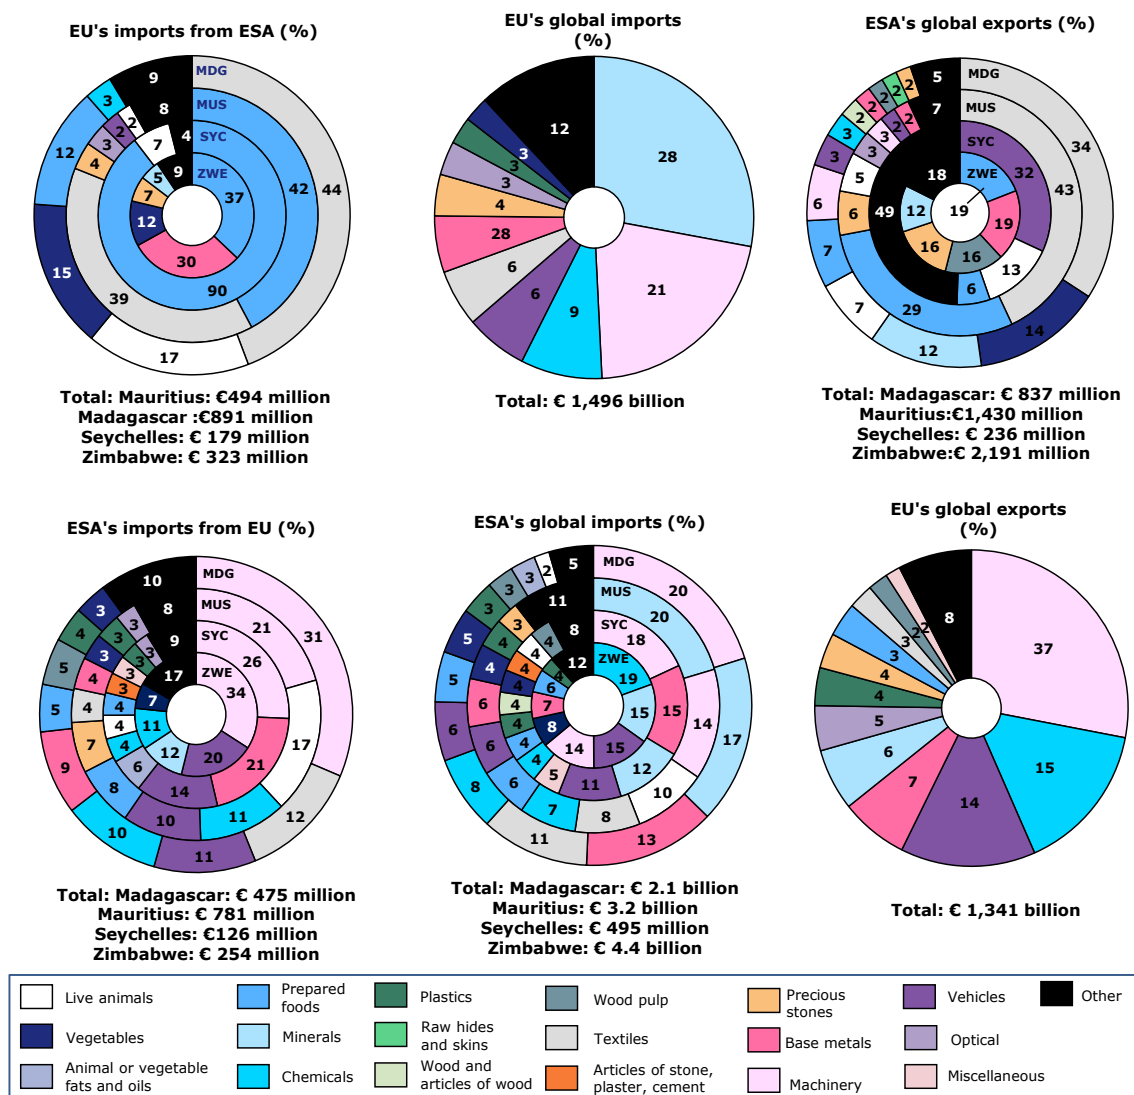 EU's imports from ESA (%)
MDG
MUS
SYC
ZWE
9
8
4
9
3
2
2
3
4
7
5
7
12
12
15
39
17
30
90
37
42
44
Total: Mauritius: €494 million
Madagascar :€891 million
Seychelles: € 179 million
Zimbabwe: € 323 million
EU's global imports
(%)
12
28
3
3
3
4
28
6
6
9
21
Total: € 1,496 billion
ESA's global exports (%)
MDG
MUS
SYC
ZWE
5
7
18
49
2
2
2
2
2
2
3
3
3
3
5
6
6
7
7
12
29
12
16
16
19
19
6
13
14
32
43
34
Total: Madagascar: € 837 million
Mauritius:€1,430 million
Seychelles: € 236 million
Zimbabwe:€ 2,191 million
ESA's imports from EU (%)
MDG
MUS
SYC
ZWE
10
8
9
17
3
4
5
5
9
10
11
12
31
3
3
3
4
4
7
8
10
11
17
21
3
3
3
3
4
4
4
6
14
21
26
7
11
12
20
34
Total: Madagascar: € 475 million
Mauritius: € 781 million
Seychelles: €126 million
Zimbabwe: € 254 million
ESA's global imports (%)
MDG
MUS
SYC
ZWE
5
11
8
12
2
3
3
3
5
5
6
8
11
13
17
20
3
4
4
4
6
6
6
7
8
10
14
20
4
4
4
4
4
4
4
5
11
12
15
18
4
6
7
8
14
15
15
19
Total: Madagascar: € 2.1 billion
Mauritius: € 3.2 billion
Seychelles: € 495 million
Zimbabwe: € 4.4 billion
EU's global exports
(%)
8
2
2
3
3
4
4
5
6
7
14
15
37
Total: € 1,341 billion
Live animals
Prepared
foods
Plastics
Wood pulp
Precious
stones
Vehicles
Other
Vegetables
Minerals
Raw hides
and skins
Textiles
Base metals
Optical
Animal or vegetable
fats and oils
Chemicals
Wood and
articles of wood
Articles of stone,
plaster, cement
Machinery
Miscellaneous